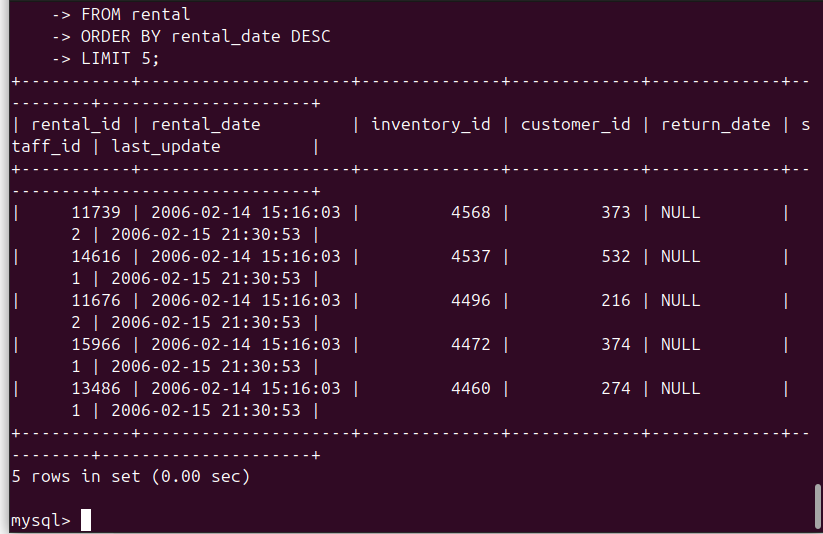 -> FROM rental
    -> ORDER BY rental_date DESC
    -> LIMIT 5;
+-----------+---------------------+--------------+-------------+-------------+--
--------+---------------------+
| rental_id | rental_date         | inventory_id | customer_id | return_date | s
taff_id | last_update         |
+-----------+---------------------+--------------+-------------+-------------+--
--------+---------------------+
|     11739 | 2006-02-14 15:16:03 |         4568 |         373 | NULL        |
      2 | 2006-02-15 21:30:53 |
|     14616 | 2006-02-14 15:16:03 |         4537 |         532 | NULL        |
      1 | 2006-02-15 21:30:53 |
|     11676 | 2006-02-14 15:16:03 |         4496 |         216 | NULL        |
      2 | 2006-02-15 21:30:53 |
|     15966 | 2006-02-14 15:16:03 |         4472 |         374 | NULL        |
      1 | 2006-02-15 21:30:53 |
|     13486 | 2006-02-14 15:16:03 |         4460 |         274 | NULL        |
      1 | 2006-02-15 21:30:53 |
+-----------+---------------------+--------------+-------------+-------------+--
--------+---------------------+
5 rows in set (0.00 sec)

mysql>